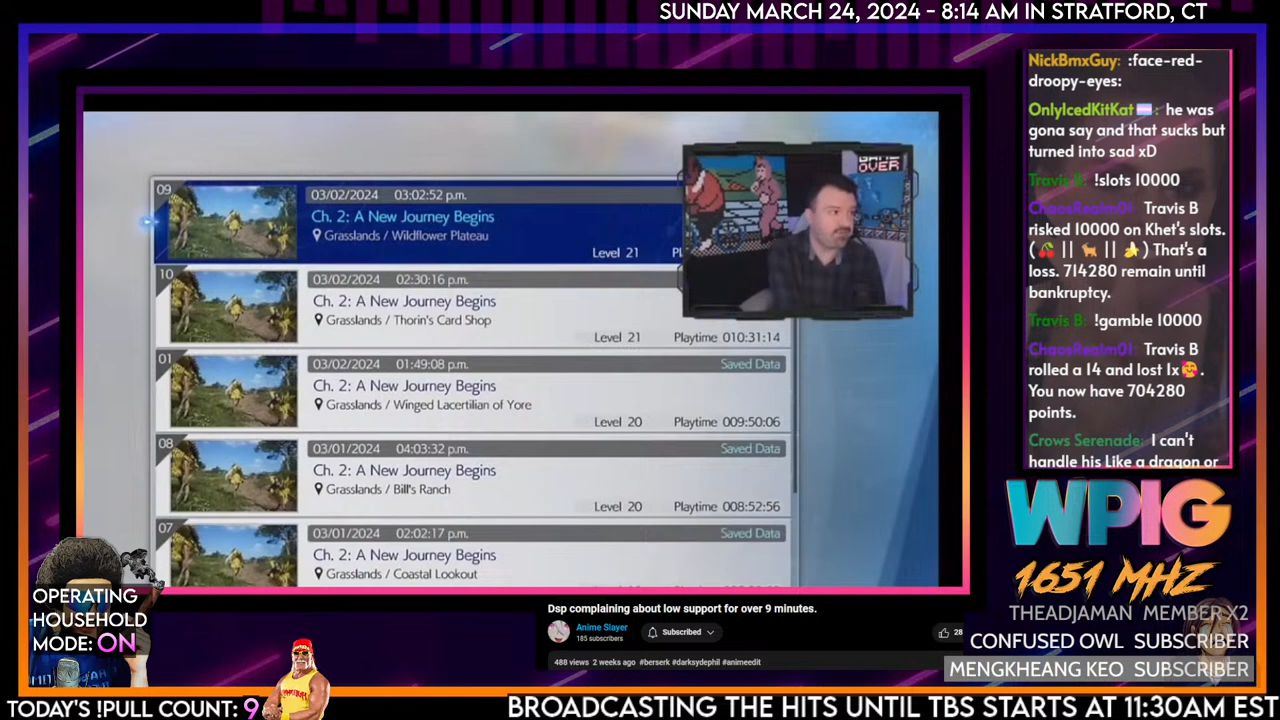 SUNDAY MARCH 24, 2024 - 8:14 AM IN STRATFORD, CT
09
03/02/2024 03:02:52 p.m.
Ch. 2: A New Journey Begins
Grasslands / Wildflower Plateau
Level 21 Pl
10
03/02/2024 02:30:16 p.m.
Ch. 2: A New Journey Begins
Grasslands / Thorin's Card Shop
Level 21 Playtime 010:31:14
01
03/02/2024 01:49:08 p.m. Saved Data
Ch. 2: A New Journey Begins
Grasslands / Winged Lacertilian of Yore
Level 20 Playtime 009:50:06
08
03/01/2024 04:03:32 p.m. Saved Data
Ch. 2: A New Journey Begins
Grasslands / Bill's Ranch
Level 20 Playtime 008:52:56
07
03/01/2024 02:02:17 p.m. Saved Data
Ch. 2: A New Journey Begins
Grasslands / Coastal Lookout
GAME
OVER
NickBmxGuy: :face-red-
droopy-eyes:
OnlyIcedKitKat: he was
gona say and that sucks but
turned into sad xD
Travis B: !slots 10000
ChaosRealm01: Travis B
risked 10000 on Khet's slots.
(🍒 || 🐕 || 🍌) That's a
loss. 714280 remain until
bankruptcy.
Travis B: !gamble 10000
ChaosRealm01: Travis B
rolled a 14 and lost 1x🥰.
You now have 704280
points.
Crows Serenade: I can't
handle his Like a dragon or
WPIG
1651 MHZ
THEADJAMAN MEMBER X2
CONFUSED OWL SUBSCRIBER
MENGKHEANG KEO SUBSCRIBER
OPERATING
HOUSEHOLD
MODE: ON
Dsp complaining about low support for over 9 minutes.
Anime Slayer
185 subscribers
Subscribed
28
488 views 2 weeks ago #berserk #darksydephil #animeedit
TODAY'S !PULL COUNT: 9
BROADCASTING THE HITS UNTIL TBS STARTS AT 11:30AM EST